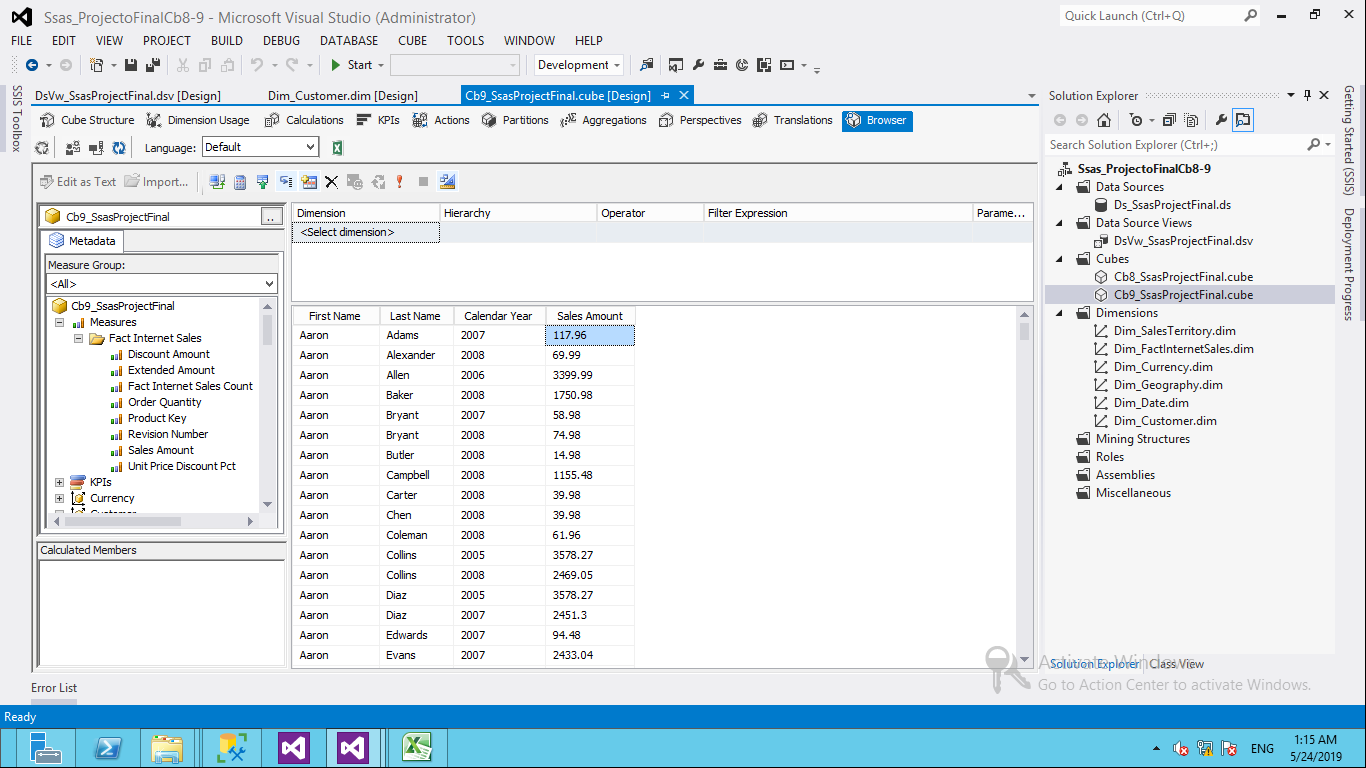 Ssas_ProjectoFinalCb8-9 - Microsoft Visual Studio (Administrator)
Quick Launch (Ctrl+Q)
FILE EDIT VIEW PROJECT BUILD DEBUG DATABASE CUBE TOOLS WINDOW HELP
Start Development
DsVw_SsasProjectFinal.dsv [Design] Dim_Customer.dim [Design] Cb9_SsasProjectFinal.cube [Design]
Cube Structure Dimension Usage Calculations KPIs Actions Partitions Aggregations Perspectives Translations Browser
Language: Default
Edit as Text Import...
SSIS Toolbox
Cb9_SsasProjectFinal ..
Metadata
Measure Group:
<All>
Cb9_SsasProjectFinal
Measures
Fact Internet Sales
Discount Amount
Extended Amount
Fact Internet Sales Count
Order Quantity
Product Key
Revision Number
Sales Amount
Unit Price Discount Pct
KPIs
Currency
Customer
Calculated Members
Dimension Hierarchy Operator Filter Expression Parame...
<Select dimension>
First Name Last Name Calendar Year Sales Amount
Aaron Adams 2007 117.96
Aaron Alexander 2008 69.99
Aaron Allen 2006 3399.99
Aaron Baker 2008 1750.98
Aaron Bryant 2007 58.98
Aaron Bryant 2008 74.98
Aaron Butler 2008 14.98
Aaron Campbell 2008 1155.48
Aaron Carter 2008 39.98
Aaron Chen 2008 39.98
Aaron Coleman 2008 61.96
Aaron Collins 2005 3578.27
Aaron Collins 2008 2469.05
Aaron Diaz 2005 3578.27
Aaron Diaz 2007 2451.3
Aaron Edwards 2007 94.48
Aaron Evans 2007 2433.04
Solution Explorer
Search Solution Explorer (Ctrl+;)
Ssas_ProjectoFinalCb8-9
Data Sources
Ds_SsasProjectFinal.ds
Data Source Views
DsVw_SsasProjectFinal.dsv
Cubes
Cb8_SsasProjectFinal.cube
Cb9_SsasProjectFinal.cube
Dimensions
Dim_SalesTerritory.dim
Dim_FactInternetSales.dim
Dim_Currency.dim
Dim_Geography.dim
Dim_Date.dim
Dim_Customer.dim
Mining Structures
Roles
Assemblies
Miscellaneous
Solution Explorer Class View
Activate Windows
Go to Action Center to activate Windows.
Getting Started (SSIS)
Deployment Progress
Error List
Ready
ENG
1:15 AM
5/24/2019